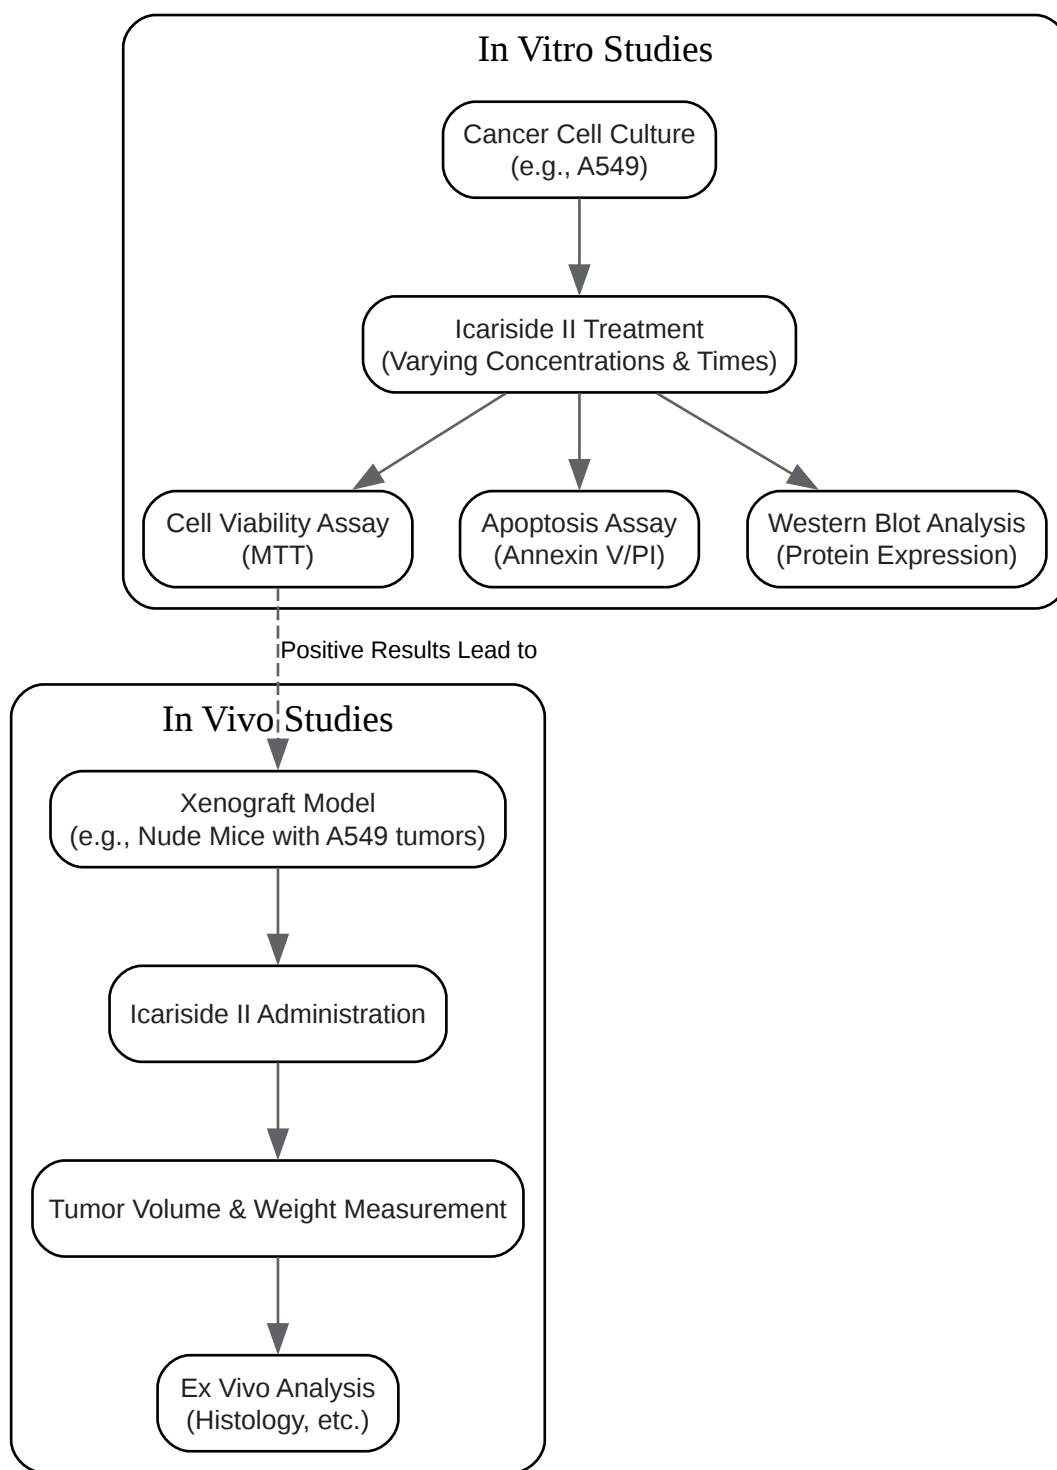 In Vitro Studies
Cancer Cell Culture
(e.g., A549)
Icariside II Treatment
(Varying Concentrations & Times)
Cell Viability Assay
(MTT)
Apoptosis Assay
(Annexin V/PI)
Western Blot Analysis
(Protein Expression)
Positive Results Lead to
In Vivo Studies
Xenograft Model
(e.g., Nude Mice with A549 tumors)
Icariside II Administration
Tumor Volume & Weight Measurement
Ex Vivo Analysis
(Histology, etc.)